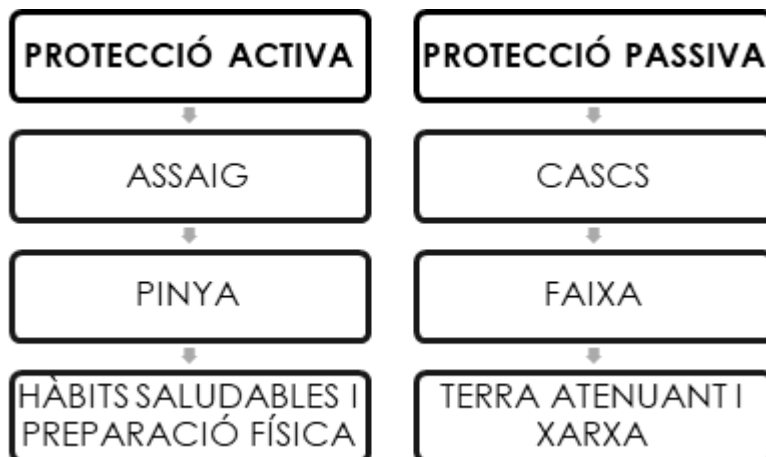 PROTECCIÓ ACTIVA
ASSAIG
PINYA
HÀBITS SALUDABLES I
PREPARACIÓ FÍSICA
PROTECCIÓ PASSIVA
CASCS
FAIXA
TERRA ATENUANT I
XARXA